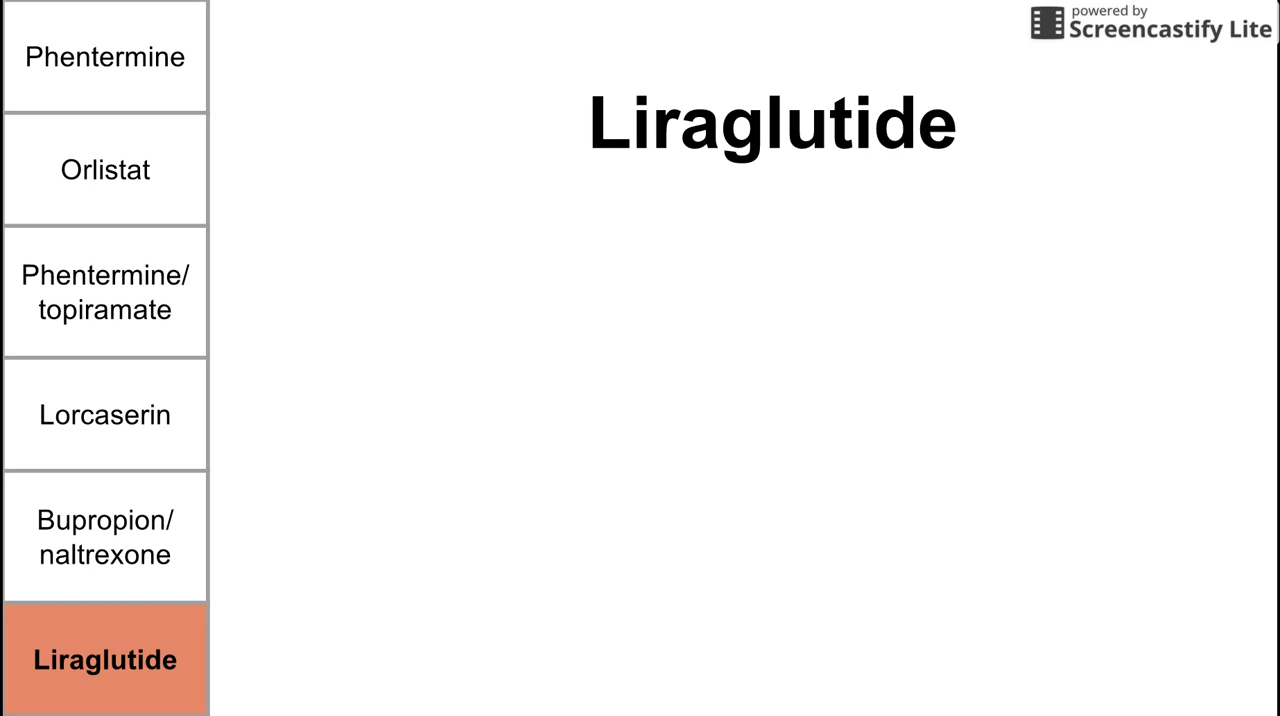 Phentermine
Orlistat
Phentermine/
topiramate
Lorcaserin
Bupropion/
naltrexone
Liraglutide
Liraglutide
powered by
Screencastify Lite